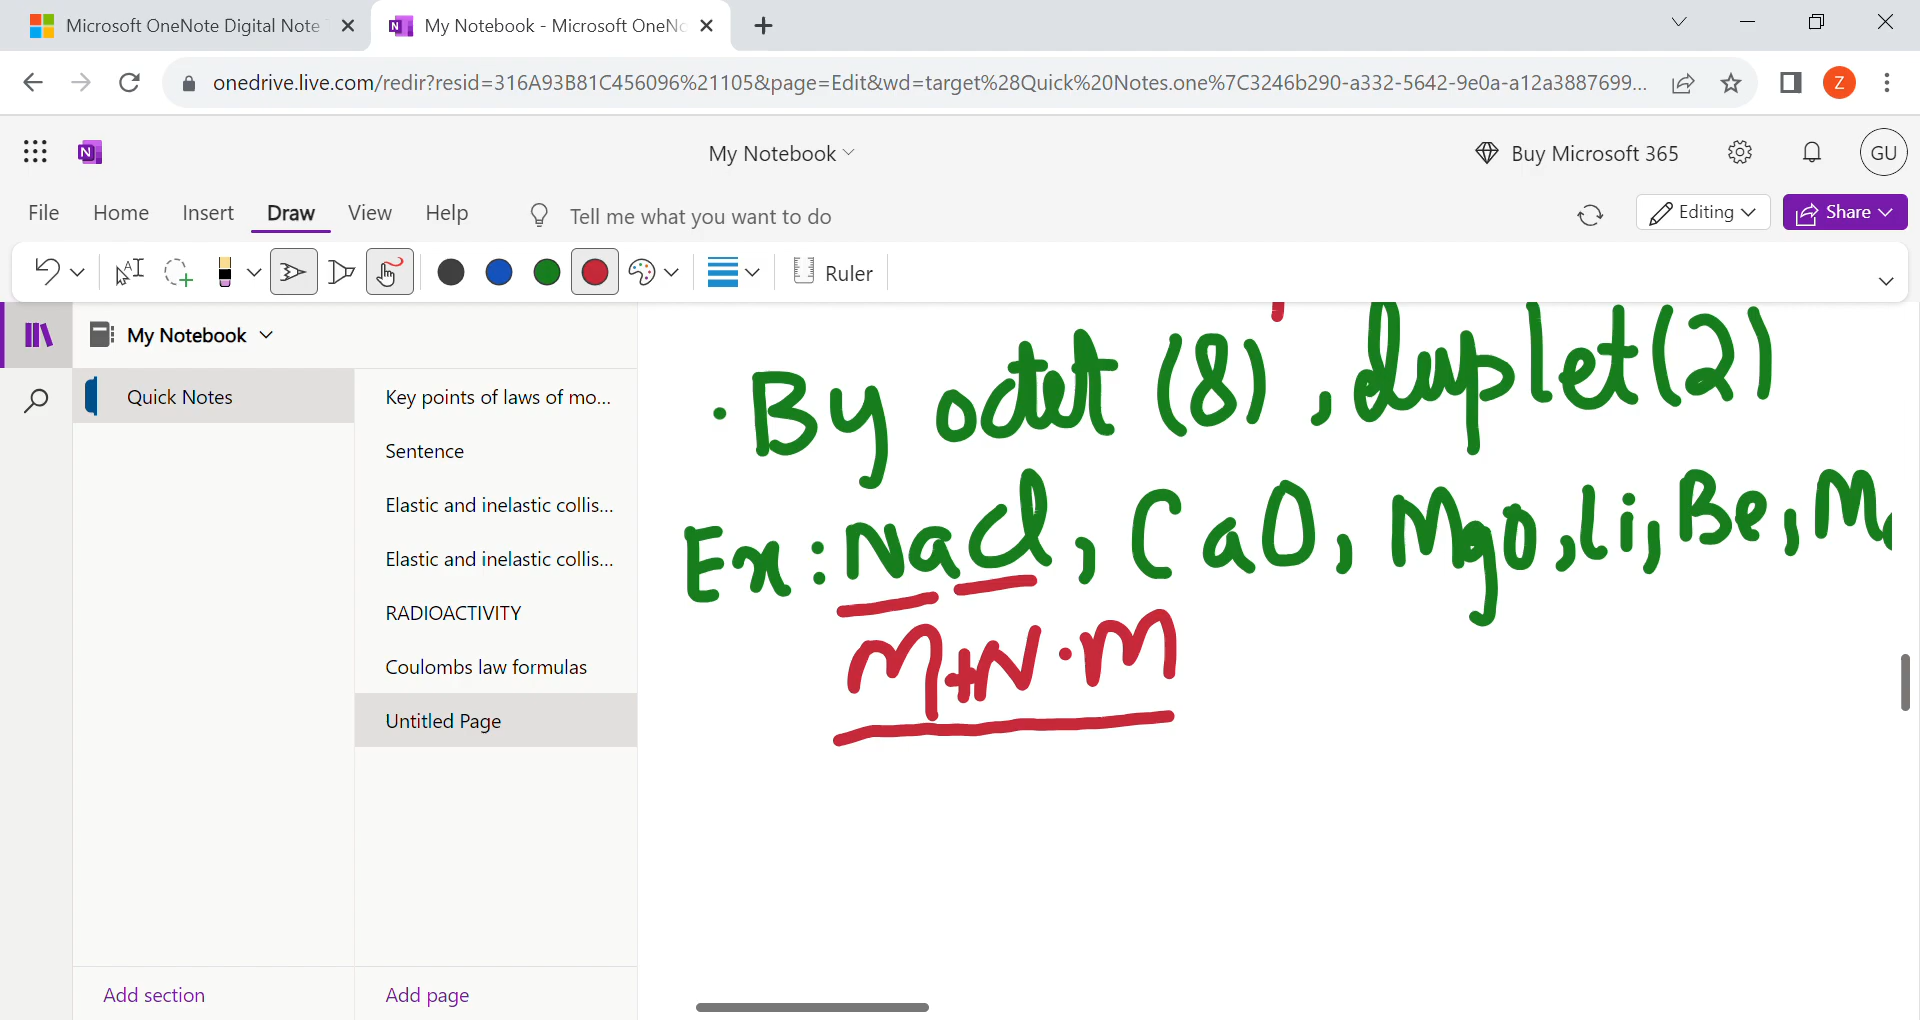 Microsoft OneNote Digital Note
My Notebook - Microsoft OneNo
onedrive.live.com/redir?resid=316A93B81C456096%21105&page=Edit&wd=target%28Quick%20Notes.one%7C3246b290-a332-5642-9e0a-a12a3887699...
Z
N
My Notebook
Buy Microsoft 365
GU
File Home Insert Draw View Help Tell me what you want to do
Editing
Share
Ruler
My Notebook
Quick Notes
Key points of laws of mo...
Sentence
Elastic and inelastic collis...
Elastic and inelastic collis...
RADIOACTIVITY
Coulombs law formulas
Untitled Page
Add section
Add page
· By octet (8) , duplet (2)
Ex : NaCl, CaO, MgO, Li, Be, M
M+N·M